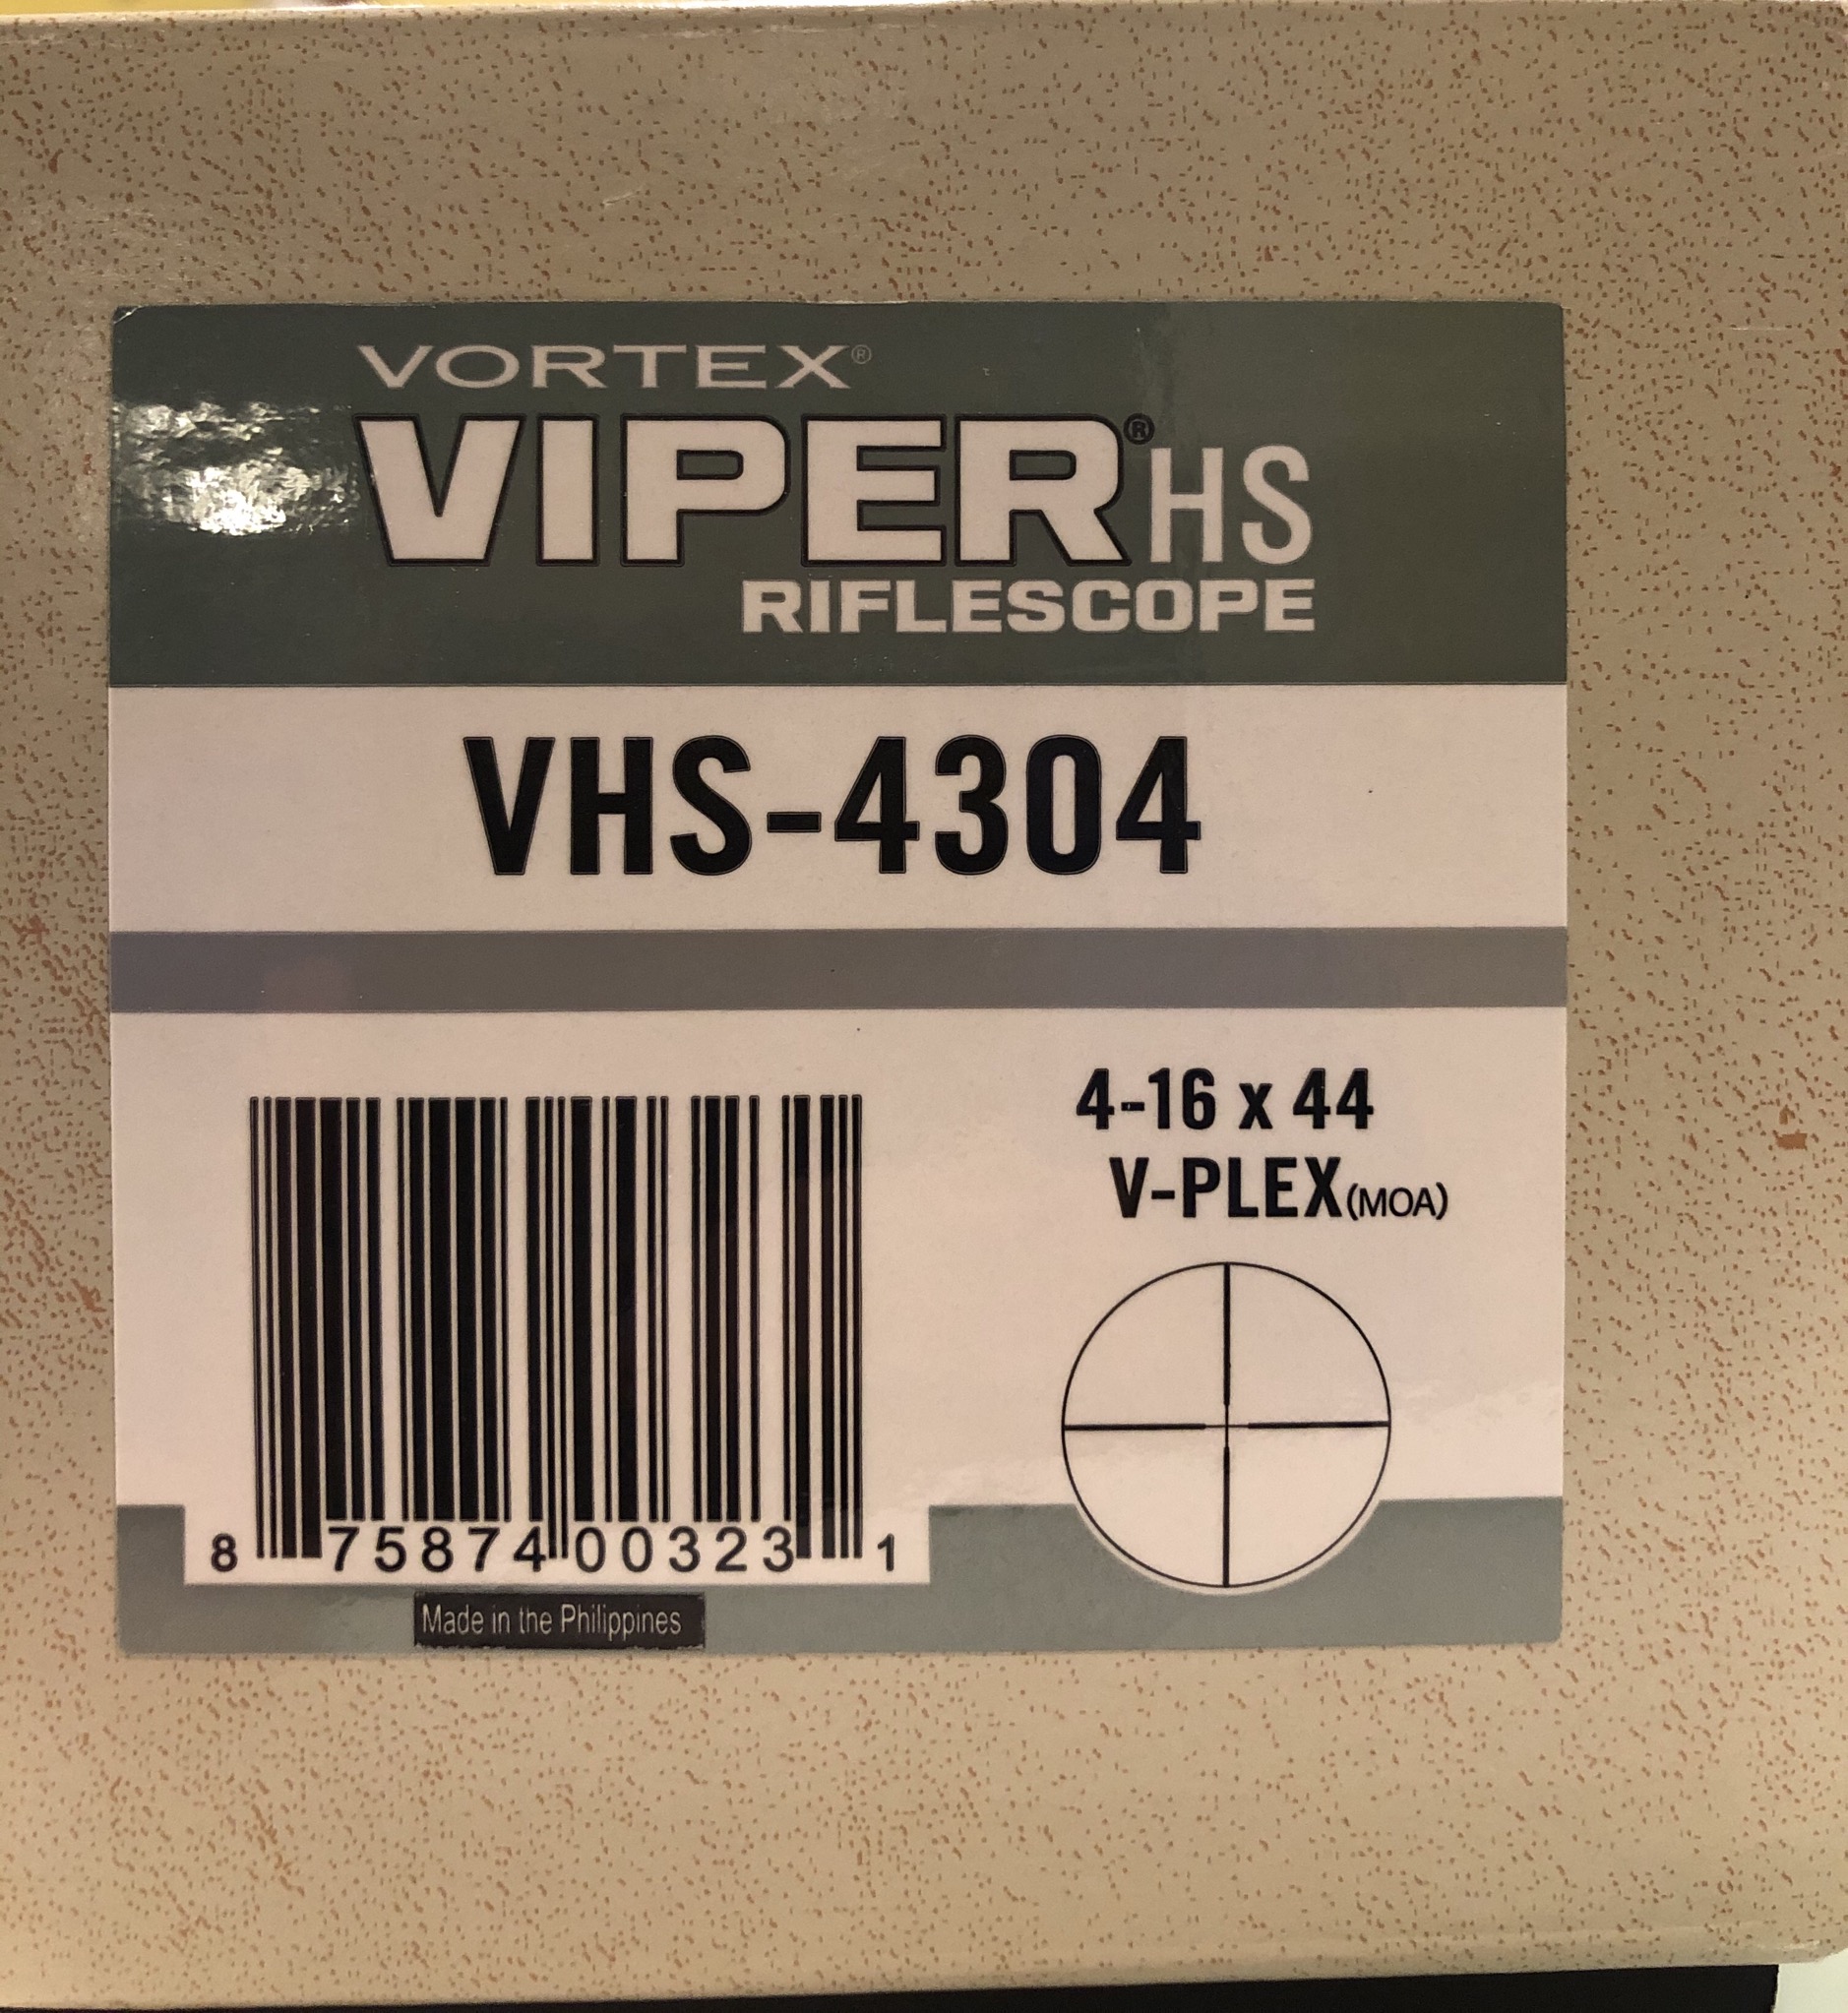 VORTEX®
VIPER® HS
RIFLESCOPE
VHS-4304
4-16 x 44
V-PLEX(MOA)
8 75874 00323 1
Made in the Philippines